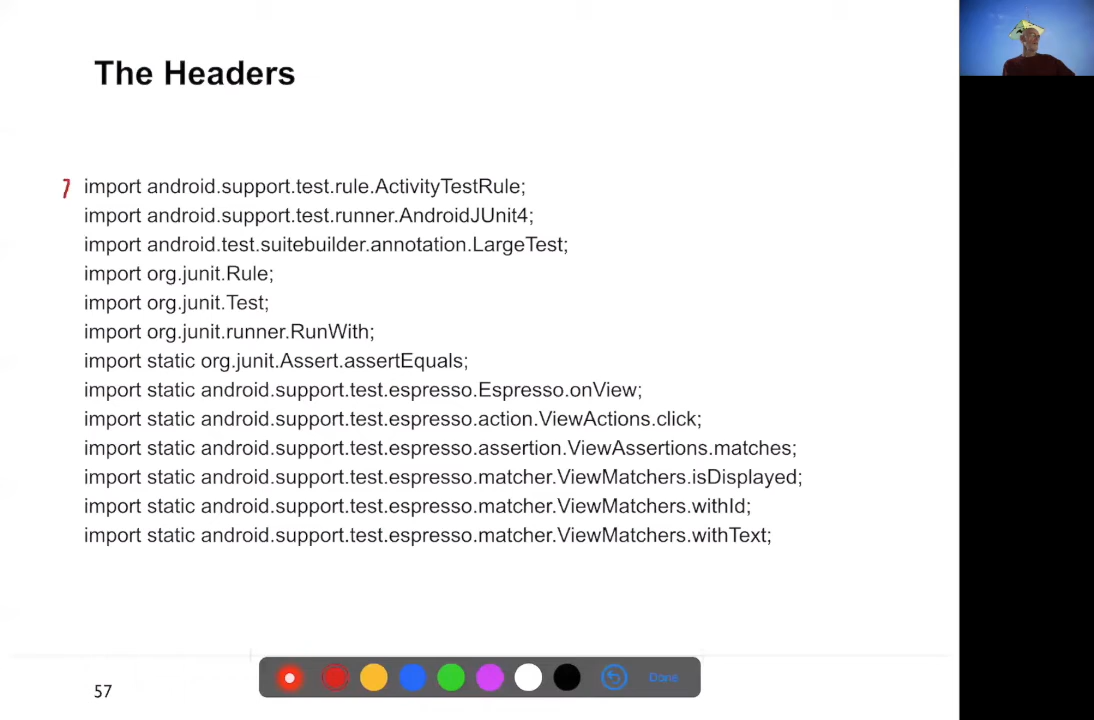 The Headers
import android.support.test.rule.ActivityTestRule;
import android.support.test.runner.AndroidJUnit4;
import android.test.suitebuilder.annotation.LargeTest;
import org.junit.Rule;
import org.junit.Test;
import org.junit.runner.RunWith;
import static org.junit.Assert.assertEquals;
import static android.support.test.espresso.Espresso.onView;
import static android.support.test.espresso.action.ViewActions.click;
import static android.support.test.espresso.assertion.ViewAssertions.matches;
import static android.support.test.espresso.matcher.ViewMatchers.isDisplayed;
import static android.support.test.espresso.matcher.ViewMatchers.withId;
import static android.support.test.espresso.matcher.ViewMatchers.withText;
57
Done